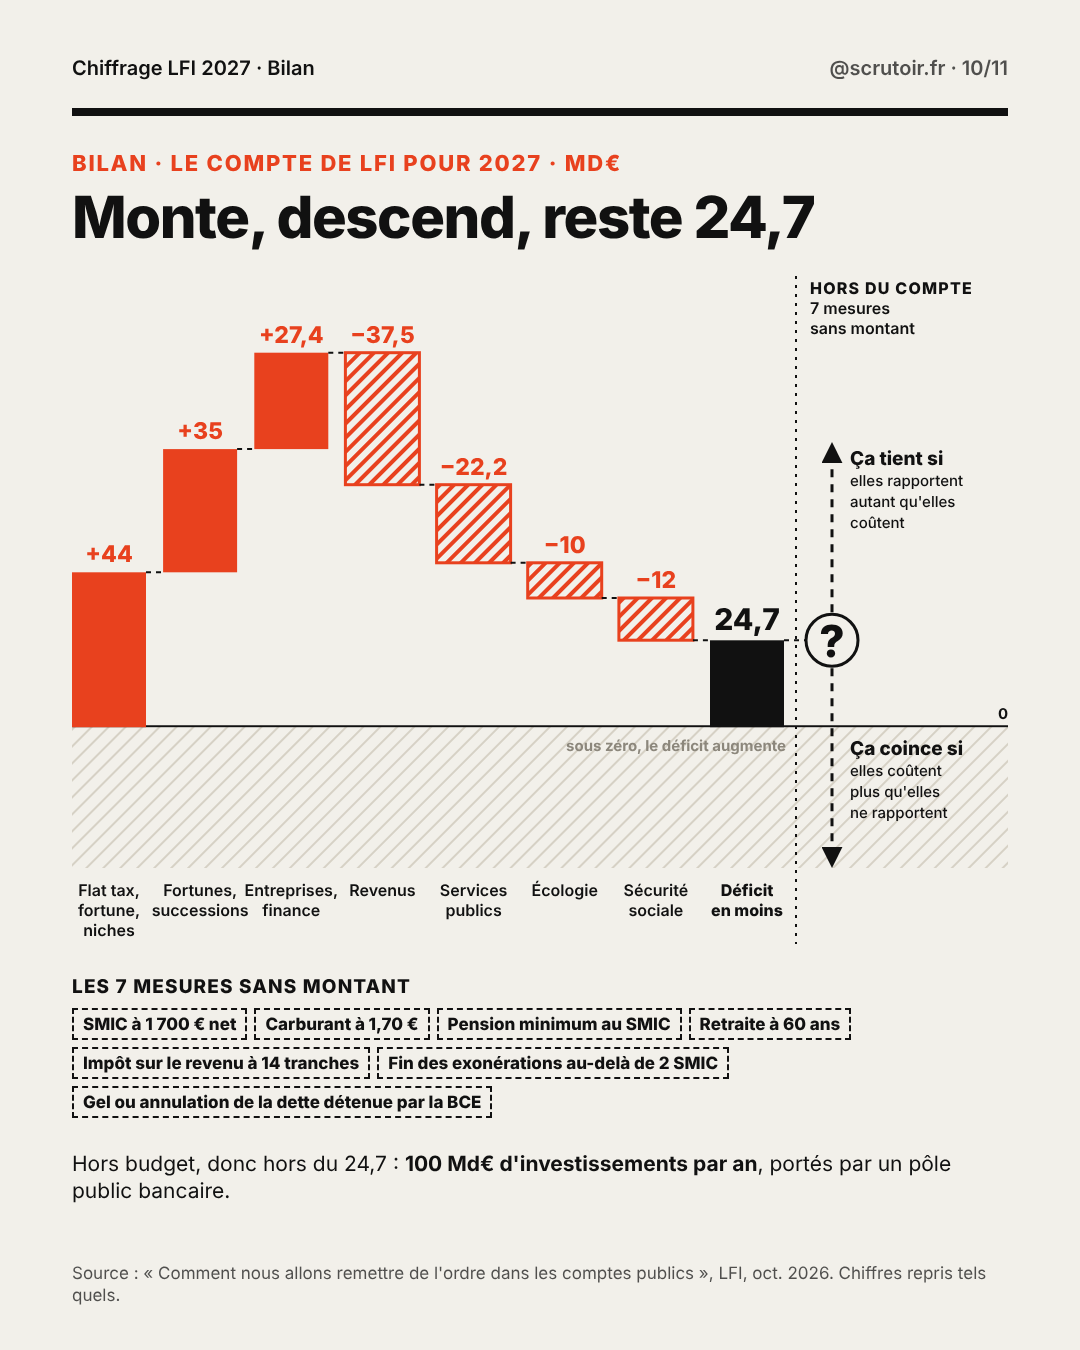 Chiffrage LFI 2027 · Bilan
@scrutoir.fr · 10/11
BILAN · LE COMPTE DE LFI POUR 2027 · MD€
Monte, descend, reste 24,7
HORS DU COMPTE
7 mesures
sans montant
+27,4
−37,5
+35
−22,2
Ça tient si
elles rapportent
autant qu'elles
coûtent
+44
−10
−12
24,7
?
0
sous zéro, le déficit augmente
Ça coince si
elles coûtent
plus qu'elles
ne rapportent
Flat tax,
fortune,
niches
Fortunes,
successions
Entreprises,
finance
Revenus
Services
publics
Écologie
Sécurité
sociale
Déficit
en moins
LES 7 MESURES SANS MONTANT
SMIC à 1 700 € net
Carburant à 1,70 €
Pension minimum au SMIC
Retraite à 60 ans
Impôt sur le revenu à 14 tranches
Fin des exonérations au-delà de 2 SMIC
Gel ou annulation de la dette détenue par la BCE
Hors budget, donc hors du 24,7 : 100 Md€ d'investissements par an, portés par un pôle
public bancaire.
Source : « Comment nous allons remettre de l'ordre dans les comptes publics », LFI, oct. 2026. Chiffres repris tels
quels.